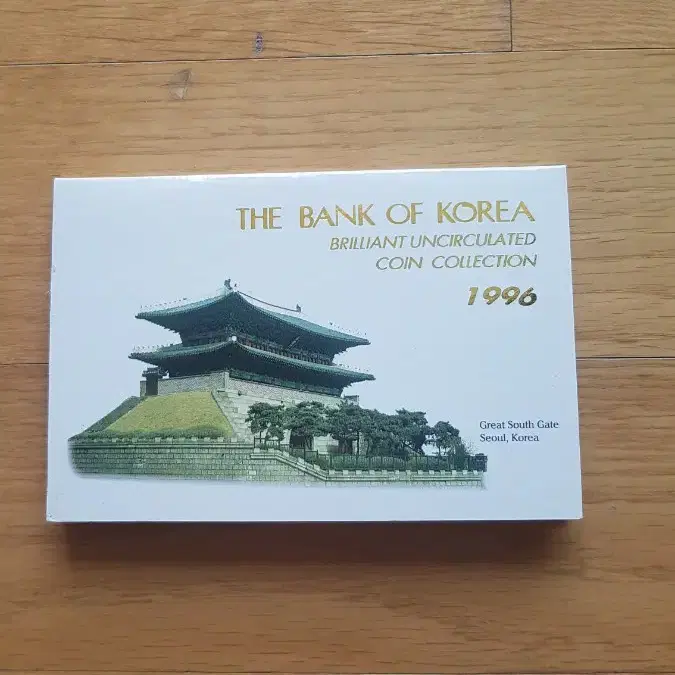 THE BANK OF KOREA
BRILLIANT UNCIRCULATED
COIN COLLECTION
1996
Great South Gate
Seoul, Korea